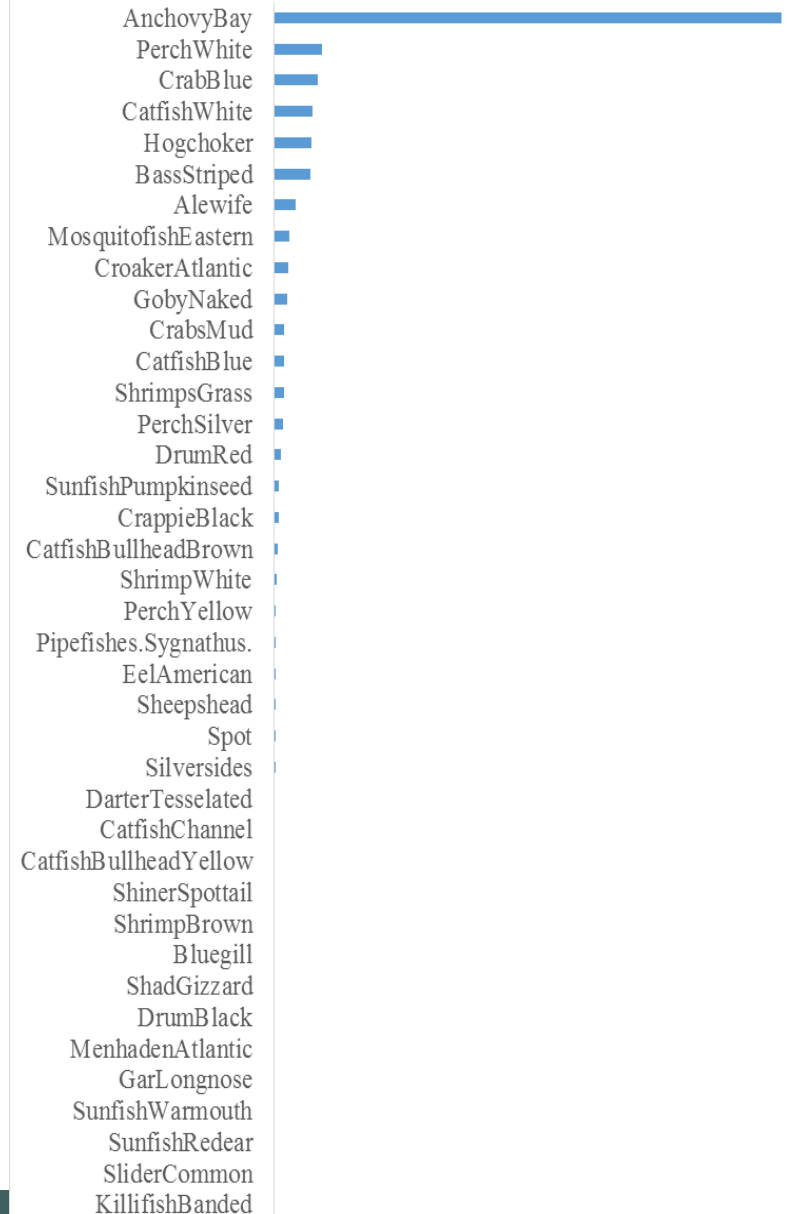 AnchovyBay
PerchWhite
CrabBlue
CatfishWhite
Hogchoker
BassStriped
Alewife
MosquitofishEastern
CroakerAtlantic
GobyNaked
CrabsMud
CatfishBlue
ShrimpsGrass
PerchSilver
DrumRed
SunfishPumpkinseed
CrappieBlack
CatfishBullheadBrown
ShrimpWhite
PerchYellow
Pipefishes.Sygnathus.
EelAmerican
Sheepshead
Spot
Silversides
DarterTesselated
CatfishChannel
CatfishBullheadYellow
ShinerSpottail
ShrimpBrown
Bluegill
ShadGizzard
DrumBlack
MenhadenAtlantic
GarLongnose
SunfishWarmouth
SunfishRedear
SliderCommon
KillifishBanded